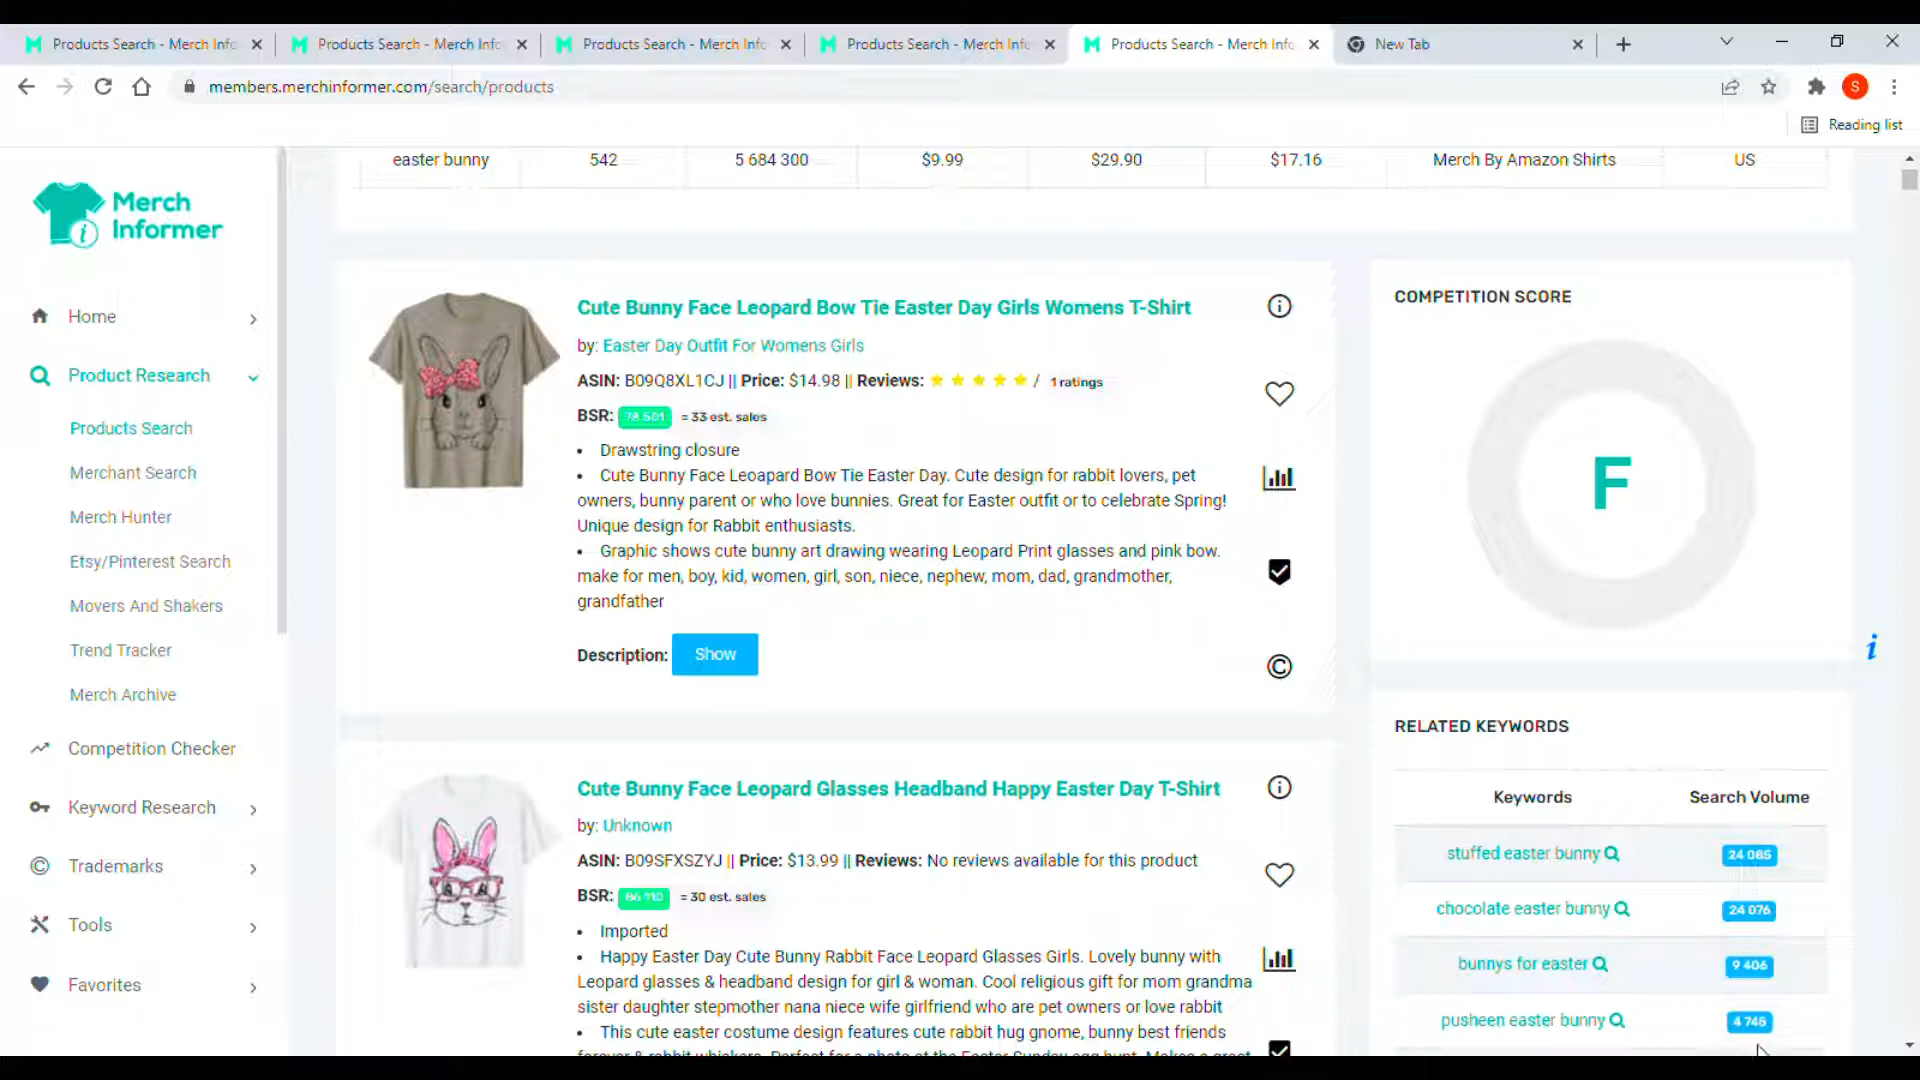 Products Search - Merch Info
Products Search - Merch Info
Products Search - Merch Info
Products Search - Merch Info
Products Search - Merch Info
New Tab
members.merchinformer.com/search/products
S
Reading list
easter bunny 542 5 684 300 $9.99 $29.90 $17.16 Merch By Amazon Shirts US
Merch
Informer
Home
Product Research
Products Search
Merchant Search
Merch Hunter
Etsy/Pinterest Search
Movers And Shakers
Trend Tracker
Merch Archive
Competition Checker
Keyword Research
Trademarks
Tools
Favorites
Cute Bunny Face Leopard Bow Tie Easter Day Girls Womens T-Shirt
by: Easter Day Outfit For Womens Girls
ASIN: B09Q8XL1CJ || Price: $14.98 || Reviews: / 1 ratings
BSR: 78 501 = 33 est. sales
• Drawstring closure
• Cute Bunny Face Leoapard Bow Tie Easter Day. Cute design for rabbit lovers, pet
owners, bunny parent or who love bunnies. Great for Easter outfit or to celebrate Spring!
Unique design for Rabbit enthusiasts.
• Graphic shows cute bunny art drawing wearing Leopard Print glasses and pink bow.
make for men, boy, kid, women, girl, son, niece, nephew, mom, dad, grandmother,
grandfather
Description: Show
Cute Bunny Face Leopard Glasses Headband Happy Easter Day T-Shirt
by: Unknown
ASIN: B09SFXSZYJ || Price: $13.99 || Reviews: No reviews available for this product
BSR: = 30 est. sales
• Imported
• Happy Easter Day Cute Bunny Rabbit Face Leopard Glasses Girls. Lovely bunny with
Leopard glasses & headband design for girl & woman. Cool religious gift for mom grandma
sister daughter stepmother nana niece wife girlfriend who are pet owners or love rabbit
• This cute easter costume design features cute rabbit hug gnome, bunny best friends
COMPETITION SCORE
F
RELATED KEYWORDS
Keywords Search Volume
stuffed easter bunny 24 085
chocolate easter bunny 24 076
bunnys for easter 9 406
pusheen easter bunny 4 745